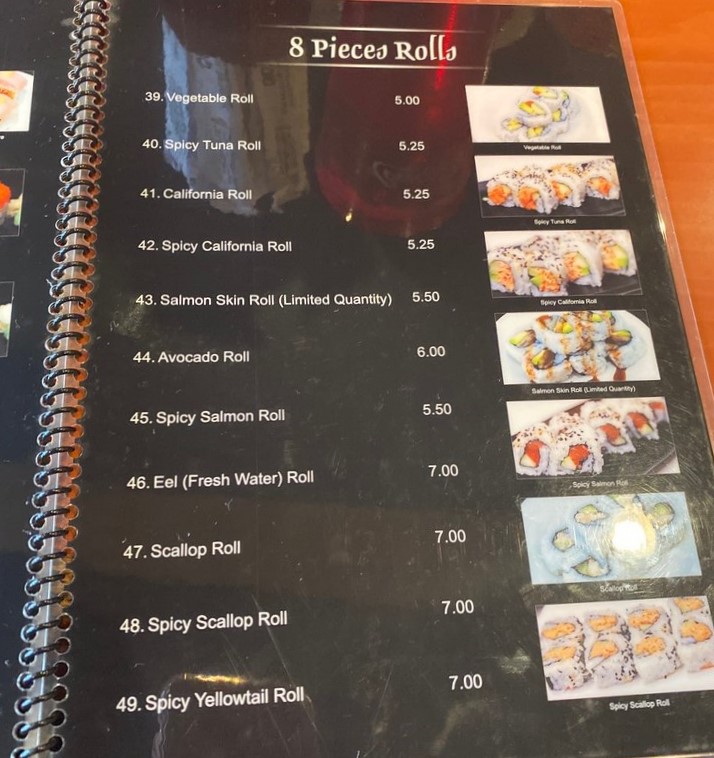 8 Pieces Rolls
39. Vegetable Roll 5.00
40. Spicy Tuna Roll 5.25
41. California Roll 5.25
42. Spicy California Roll 5.25
43. Salmon Skin Roll (Limited Quantity) 5.50
44. Avocado Roll 6.00
45. Spicy Salmon Roll 5.50
46. Eel (Fresh Water) Roll 7.00
47. Scallop Roll 7.00
48. Spicy Scallop Roll 7.00
49. Spicy Yellowtail Roll 7.00
Vegetable Roll
Spicy Tuna Roll
Spicy California Roll
Salmon Skin Roll (Limited Quantity)
Spicy Salmon Roll
Scallop Roll
Spicy Scallop Roll